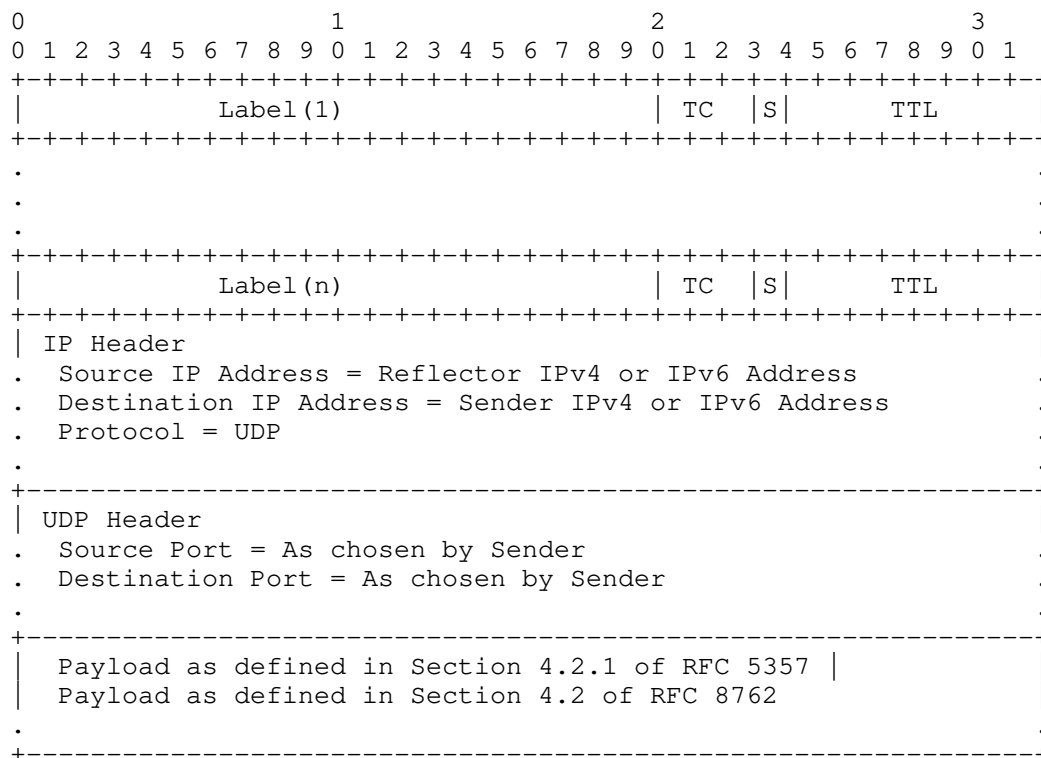 0                   1                   2                   3
0 1 2 3 4 5 6 7 8 9 0 1 2 3 4 5 6 7 8 9 0 1 2 3 4 5 6 7 8 9 0 1
+-+-+-+-+-+-+-+-+-+-+-+-+-+-+-+-+-+-+-+-+-+-+-+-+-+-+-+-+-+-+-+--
|            Label(1)                   | TC  |S|      TTL
+-+-+-+-+-+-+-+-+-+-+-+-+-+-+-+-+-+-+-+-+-+-+-+-+-+-+-+-+-+-+-+--
.                                                               .
.                                                               .
.                                                               .
+-+-+-+-+-+-+-+-+-+-+-+-+-+-+-+-+-+-+-+-+-+-+-+-+-+-+-+-+-+-+-+--
|            Label(n)                   | TC  |S|      TTL
+-+-+-+-+-+-+-+-+-+-+-+-+-+-+-+-+-+-+-+-+-+-+-+-+-+-+-+-+-+-+-+--
| IP Header
.  Source IP Address = Reflector IPv4 or IPv6 Address           .
.  Destination IP Address = Sender IPv4 or IPv6 Address         .
.  Protocol = UDP                                               .
.                                                               .
+----------------------------------------------------------------
| UDP Header
.  Source Port = As chosen by Sender                            .
.  Destination Port = As chosen by Sender                       .
.                                                               .
+----------------------------------------------------------------
|  Payload as defined in Section 4.2.1 of RFC 5357 |
|  Payload as defined in Section 4.2 of RFC 8762
.                                                               .
+----------------------------------------------------------------